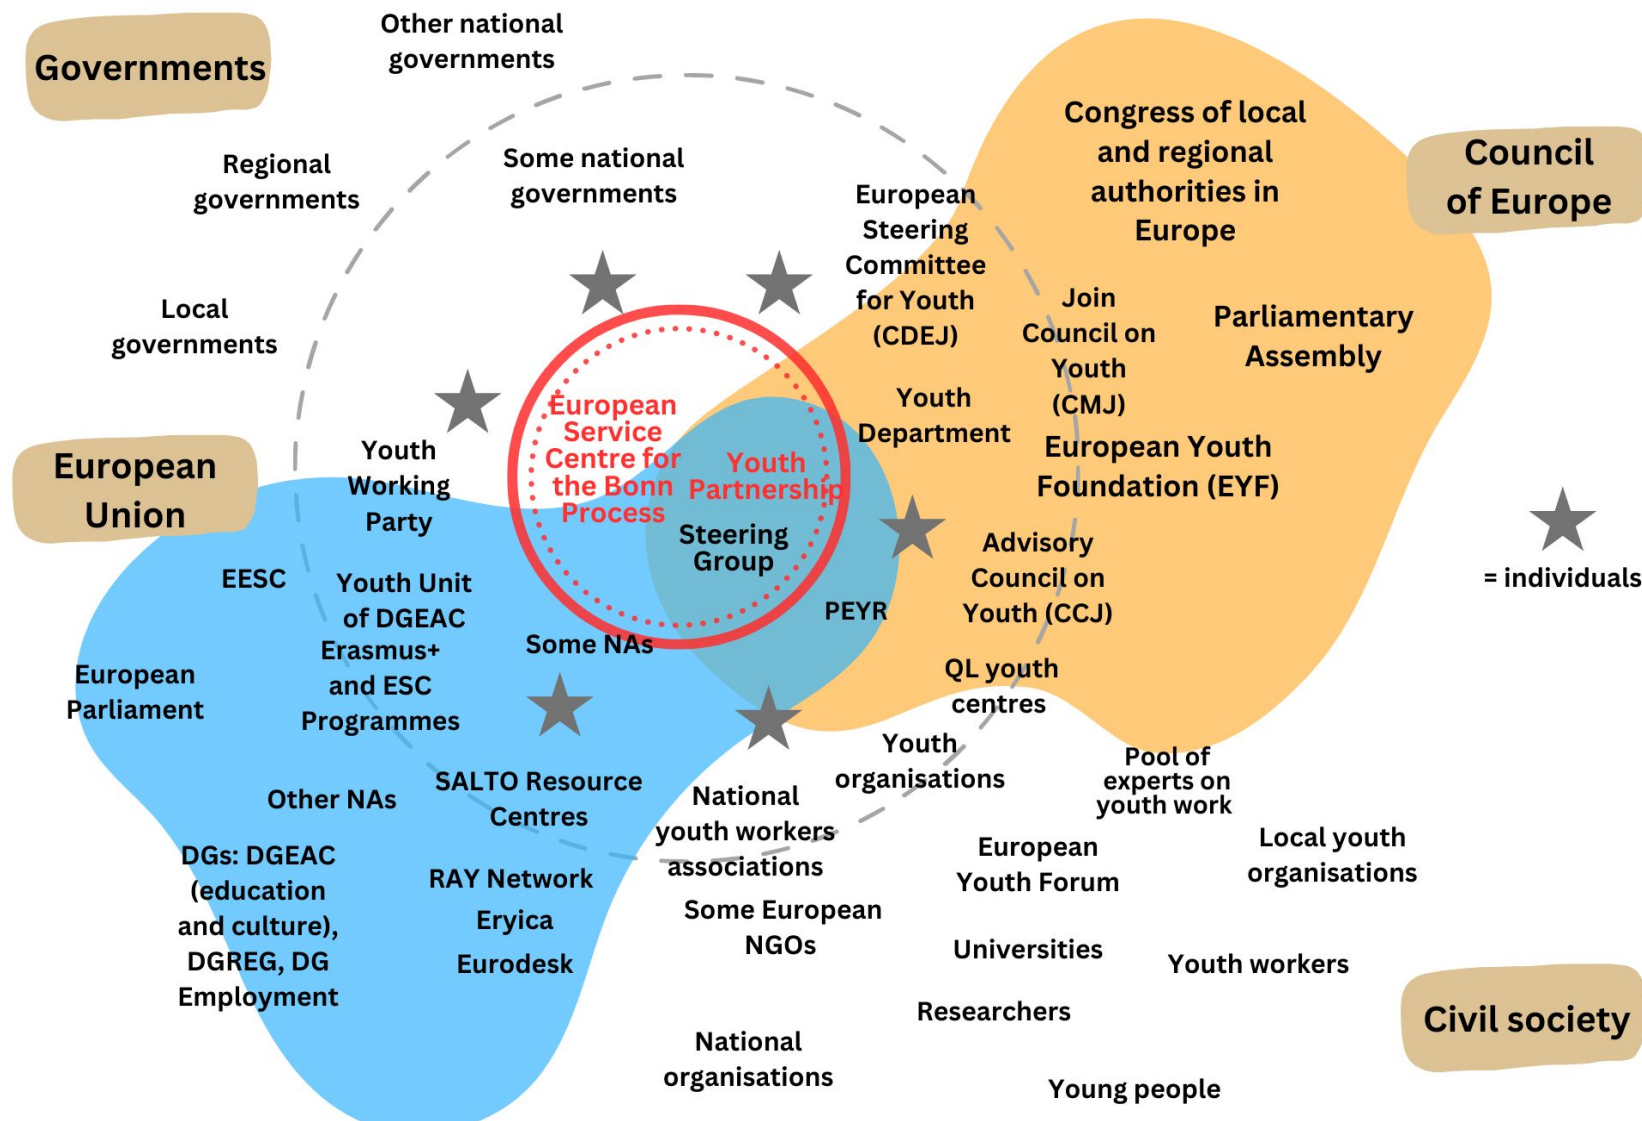 Other national
governments
Governments
Regional
governments
Some national
governments
Local
governments
European
Steering
Committee
for Youth
(CDEJ)
Congress of local
and regional
authorities in
Europe
Council
of Europe
Join
Council on
Youth
(CMJ)
Parliamentary
Assembly
Youth
Department
European Youth
Foundation (EYF)
European
Union
Youth
Working
Party
European
Service
Centre for
the Bonn
Process
Youth
Partnership
Steering
Group
PEYR
Advisory
Council on
Youth (CCJ)
= individuals
EESC
Youth Unit
of DGEAC
Erasmus+
and ESC
Programmes
Some NAs
European
Parliament
QL youth
centres
Youth
organisations
Pool of
experts on
youth work
Other NAs
SALTO Resource
Centres
National
youth workers
associations
European
Youth Forum
Local youth
organisations
DGs: DGEAC
(education
and culture),
DGREG, DG
Employment
RAY Network
Eryica
Eurodesk
Some European
NGOs
Universities
Youth workers
Researchers
Civil society
National
organisations
Young people